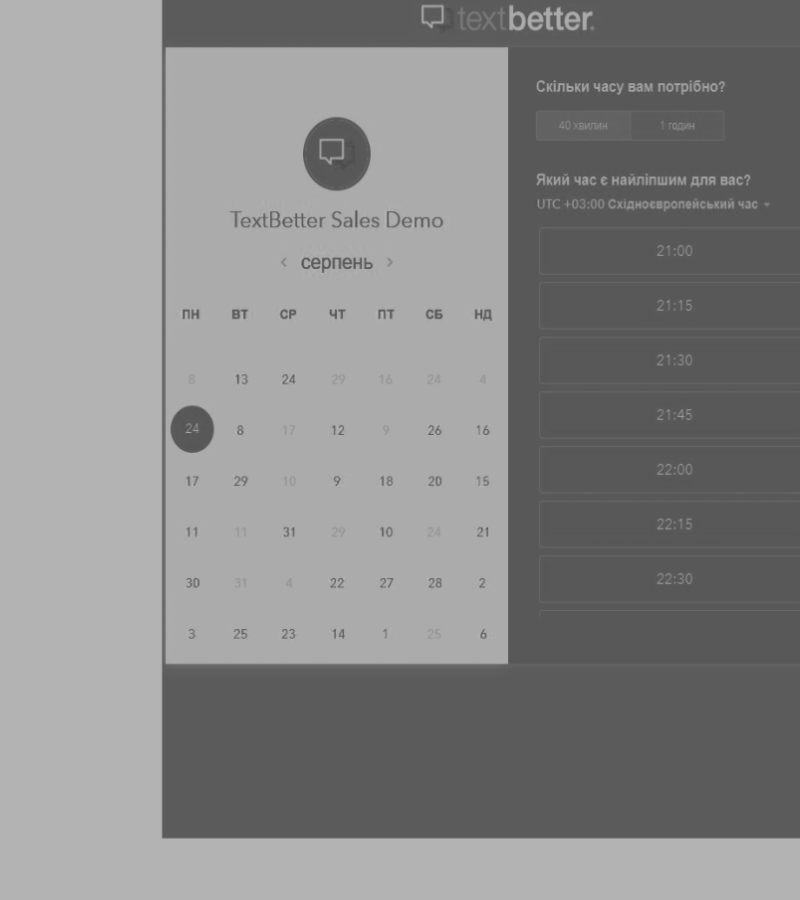 textbetter.
TextBetter Sales Demo
‹ серпень ›
ПН ВТ СР ЧТ ПТ СБ НД
8 13 24 29 16 24 4
24 8 17 12 9 26 16
17 29 10 9 18 20 15
11 11 31 29 10 24 21
30 31 4 22 27 28 2
3 25 23 14 1 25 6
Скільки часу вам потрібно?
40 хвилин 1 годин
Який час є найліпшим для вас?
UTC +03:00 Східноєвропейський час
21:00
21:15
21:30
21:45
22:00
22:15
22:30